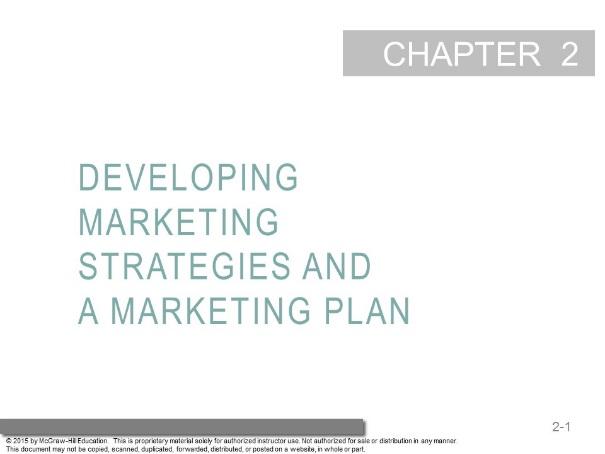 CHAPTER 2
DEVELOPING
MARKETING
STRATEGIES AND
A MARKETING PLAN
2-1
© 2015 by McGraw-Hill Education. This is proprietary material solely for authorized instructor use. Not authorized for sale or distribution in any manner.
This document may not be copied, scanned, duplicated, forwarded, distributed, or posted on a website, in whole or part.